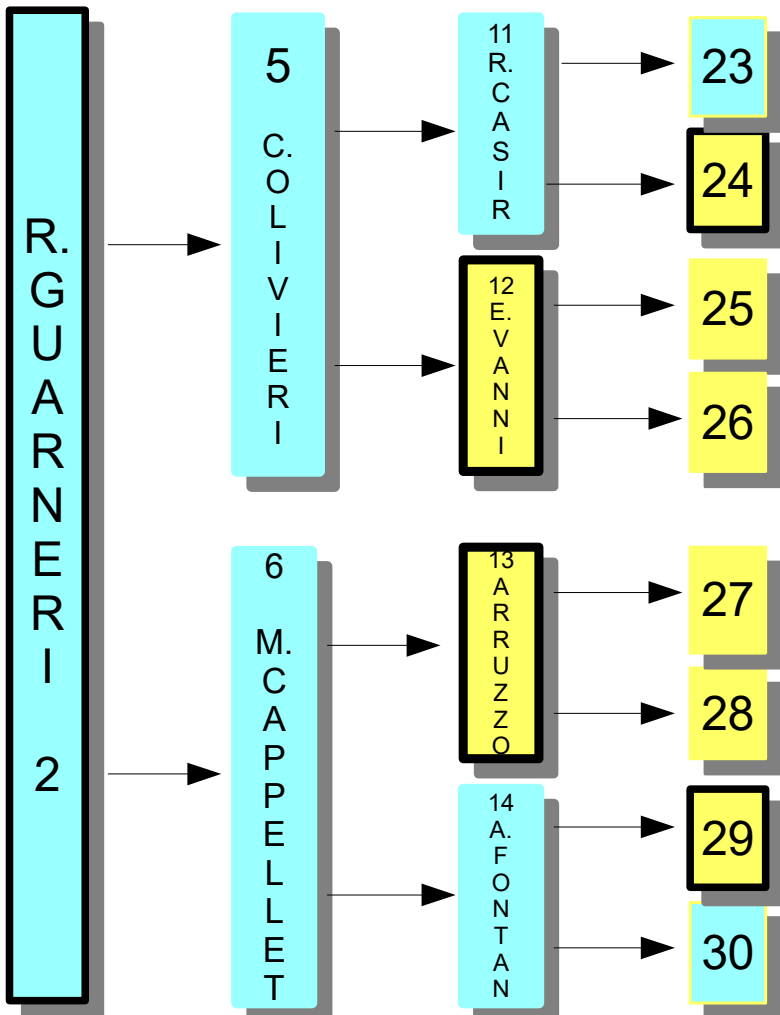 R.GUARNERI 2
5 C.OLIVIERI
11 R.CASIR
23
24
12 E.VANNI
25
26
6 M.CAPPELLET
13 ARRUZZO
27
28
14 A.FONTAN
29
30